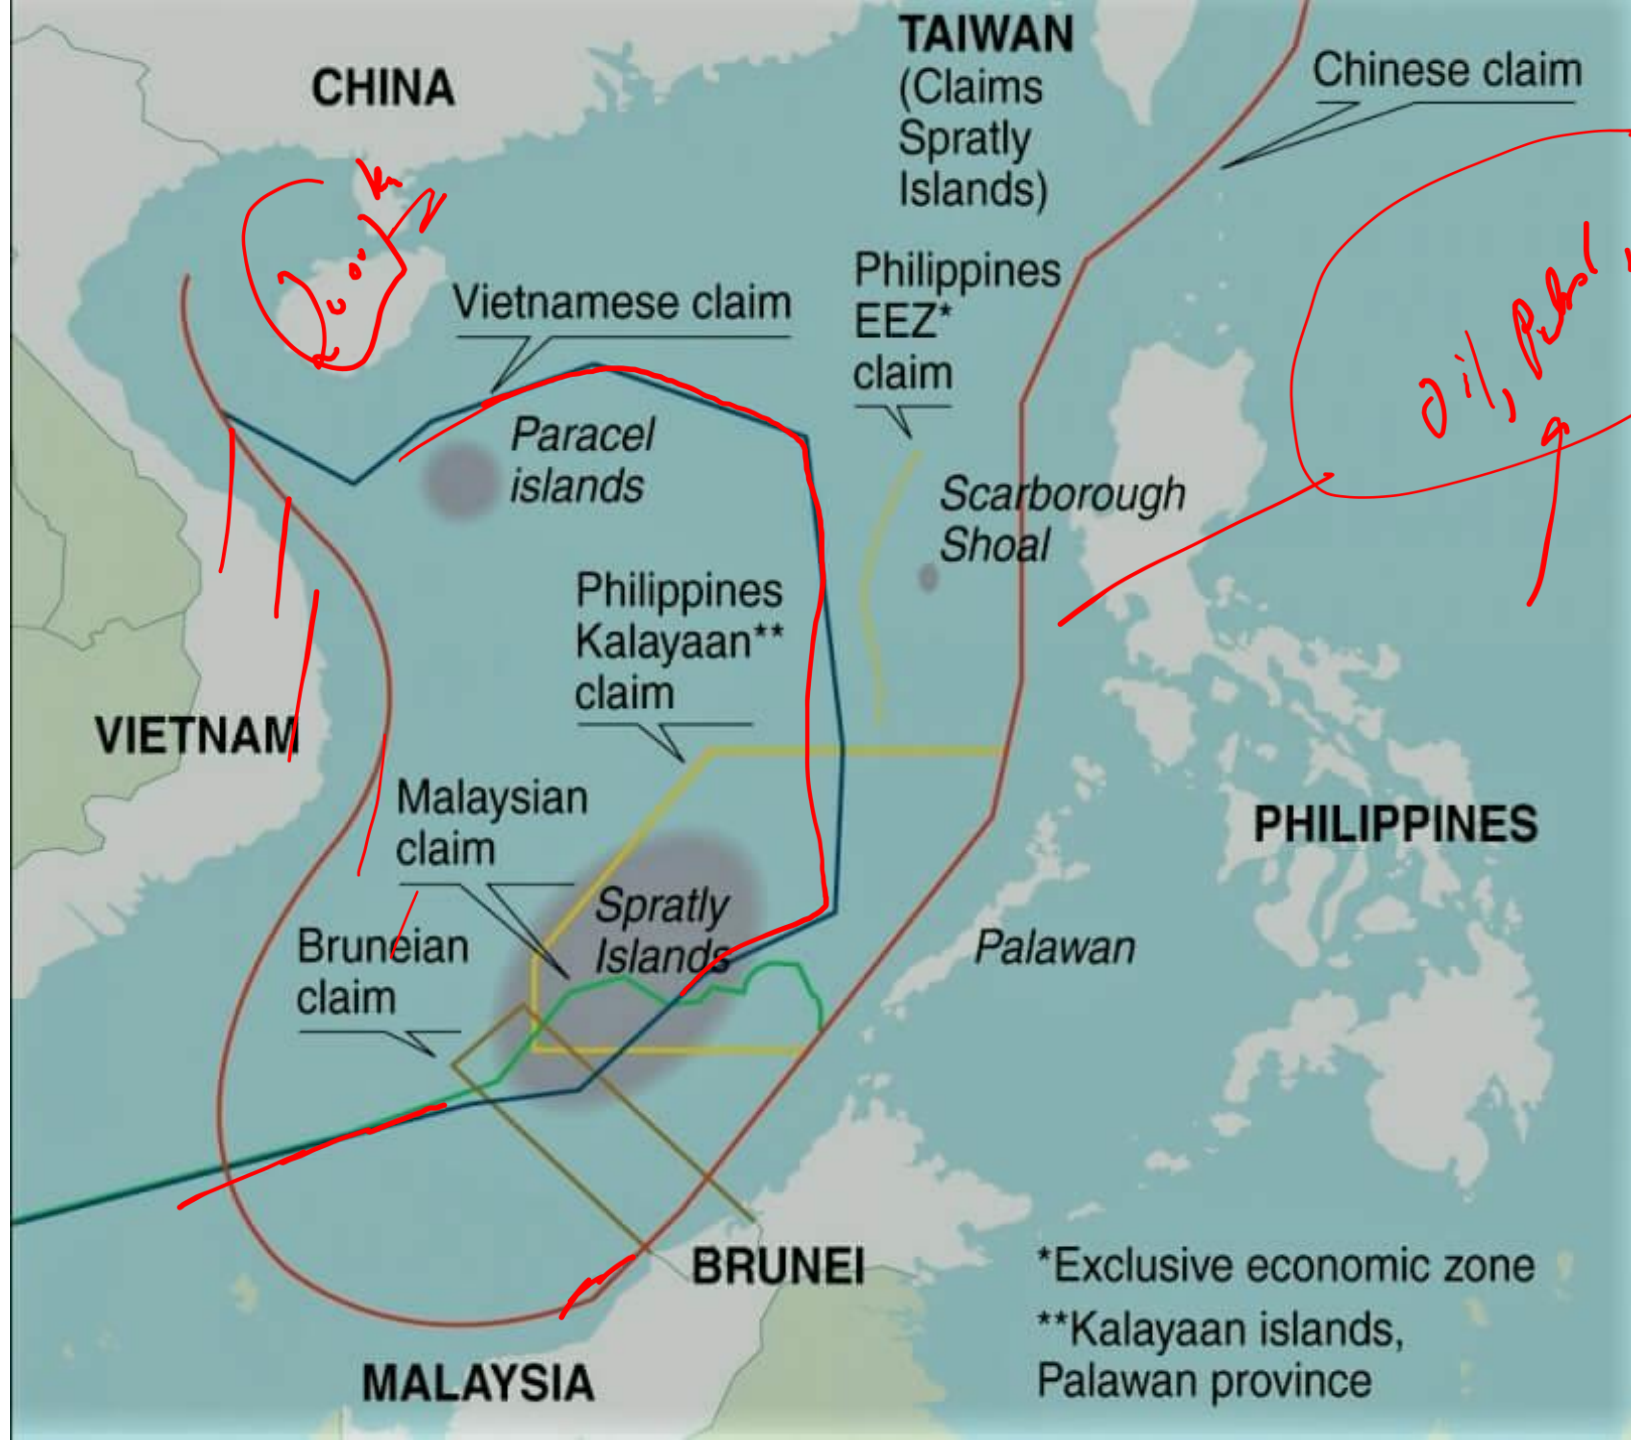 TAIWAN
(Claims
Spratly
Islands)
CHINA
Chinese claim
Vietnamese claim
Philippines
EEZ*
claim
Paracel
islands
Scarborough
Shoal
Philippines
Kalayaan**
claim
VIETNAM
Malaysian
claim
PHILIPPINES
Spratly
Islands
Bruneian
claim
Palawan
BRUNEI
MALAYSIA
*Exclusive economic zone
**Kalayaan islands,
Palawan province
oil,